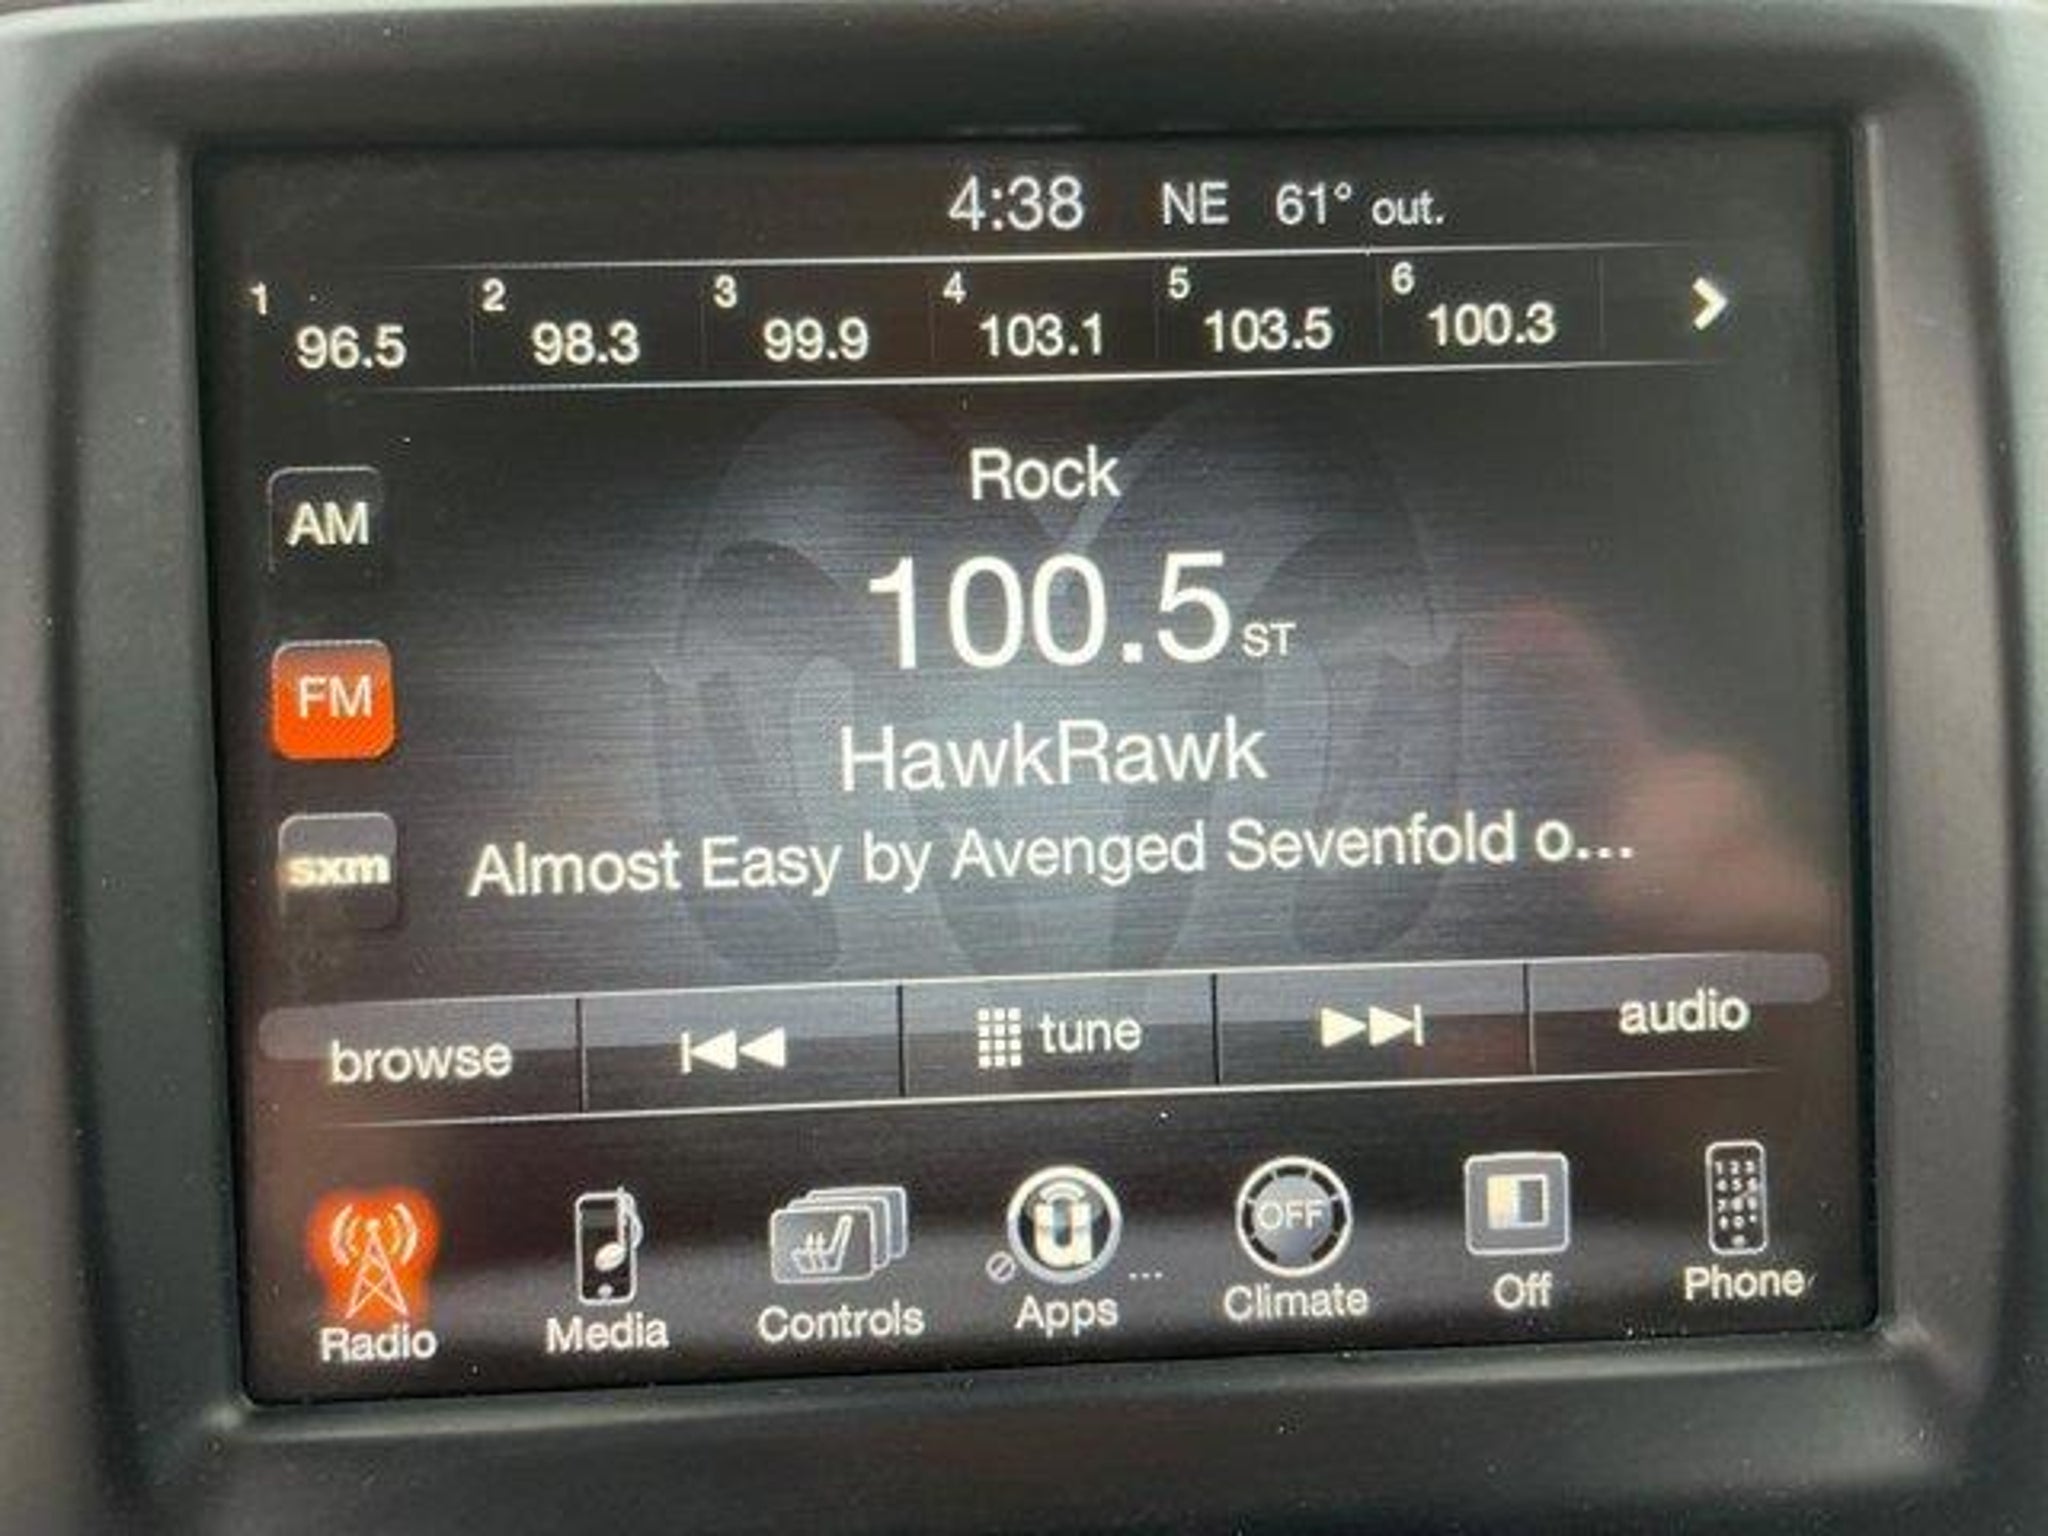 4:38 NE 61° out.
1 96.5 2 98.3 3 99.9 4 103.1 5 103.5 6 100.3
Rock
AM
100.5 ST
FM
HawkRawk
sxm
Almost Easy by Avenged Sevenfold o...
browse tune audio
OFF
Radio Media Controls Apps ... Climate Off Phone